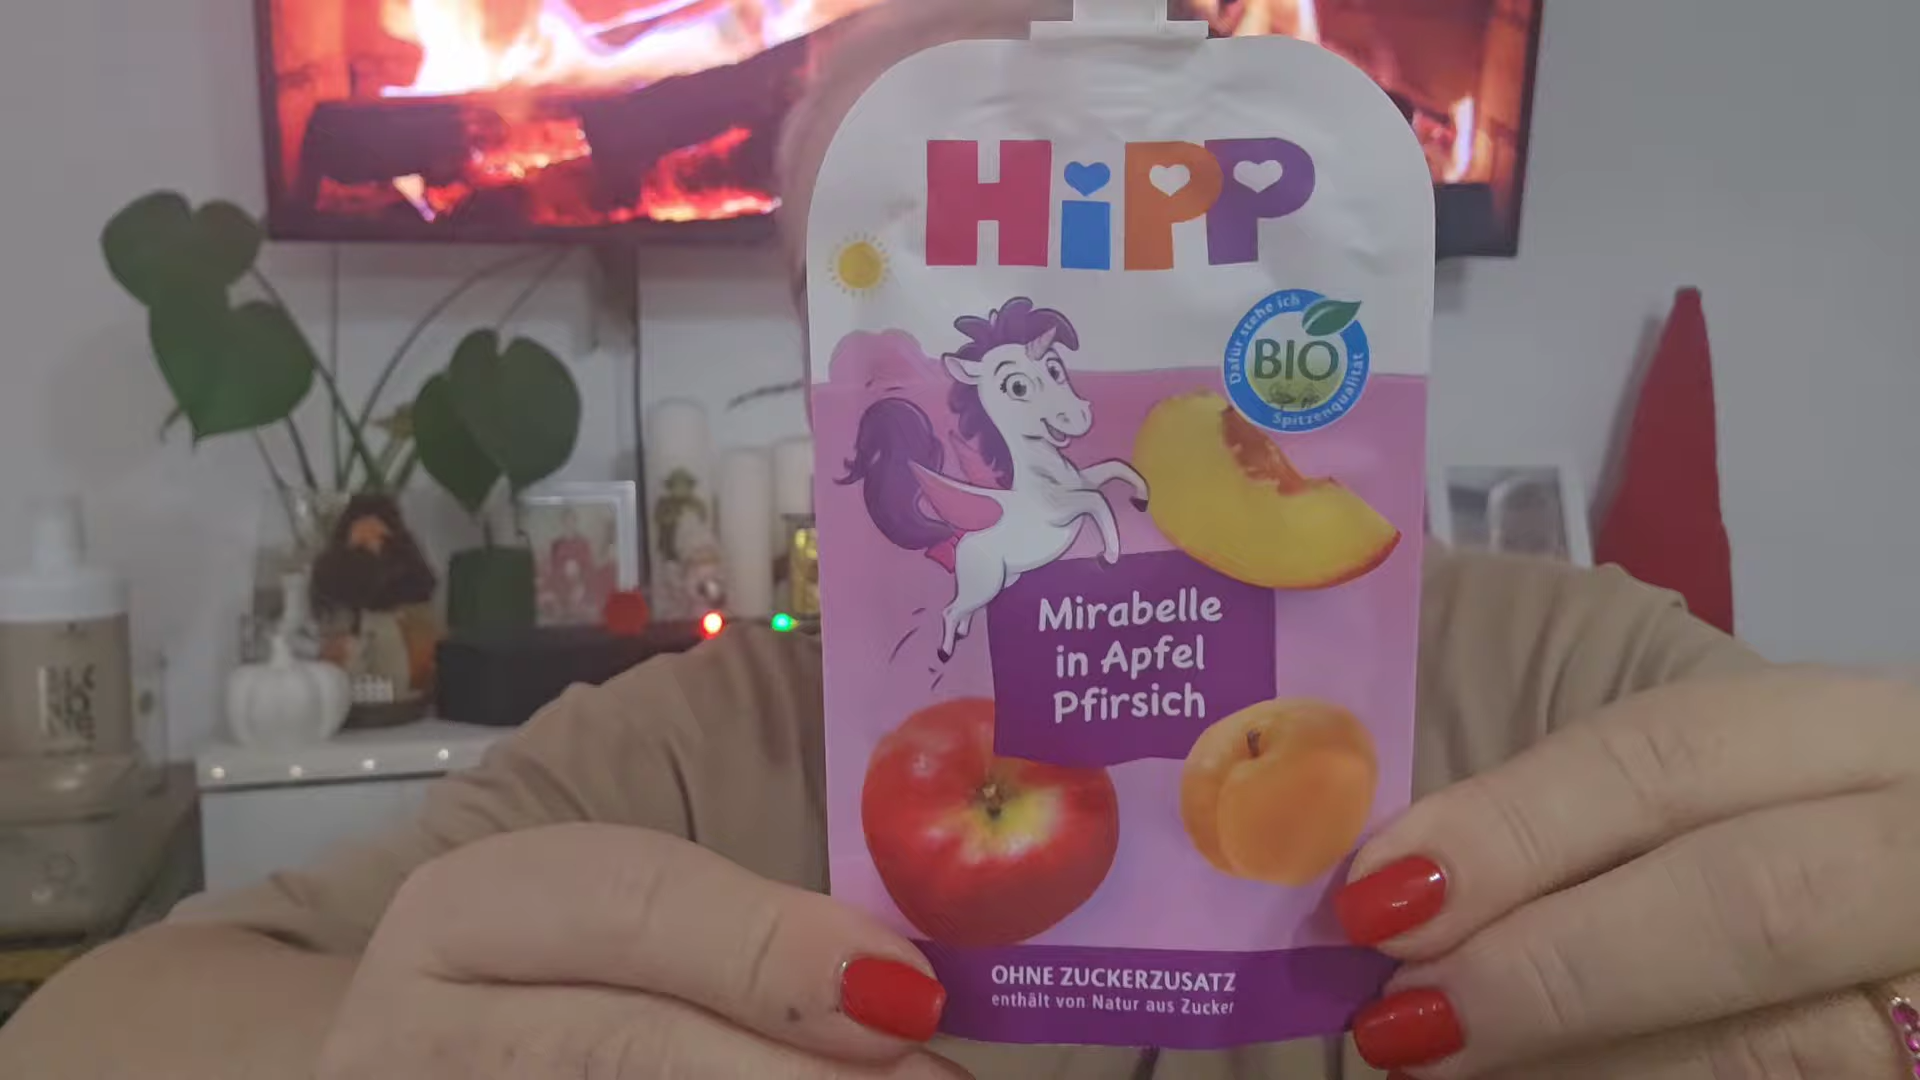 HiPP
Dafür stehe ich
BIO
Spitzenqualität
Mirabelle
in Apfel
Pfirsich
OHNE ZUCKERZUSATZ
enthält von Natur aus Zucker